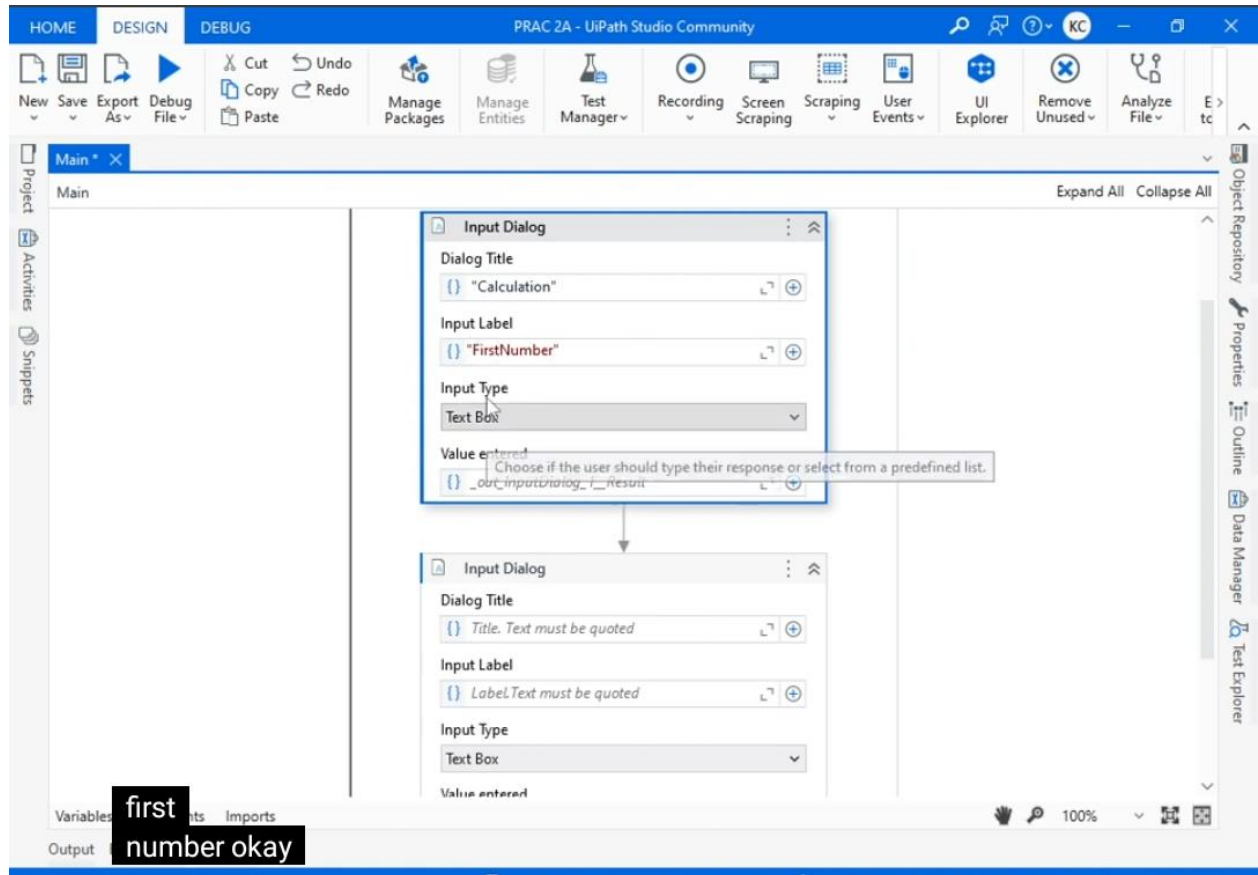 HOME DESIGN DEBUG PRAC 2A - UiPath Studio Community KC
New Save Export As Debug File Cut Copy Paste Undo Redo Manage Packages Manage Entities Test Manager Recording Screen Scraping Scraping User Events UI Explorer Remove Unused Analyze File
Main *
Main Expand All Collapse All
Project
Activities
Snippets
Input Dialog
Dialog Title
{} "Calculation"
Input Label
{} "FirstNumber"
Input Type
Text Box
Value entered
Choose if the user should type their response or select from a predefined list.
{} _out_InputDialog_1__Result
Input Dialog
Dialog Title
{} Title. Text must be quoted
Input Label
{} Label.Text must be quoted
Input Type
Text Box
Value entered
Object Repository
Properties
Outline
Data Manager
Test Explorer
Variables Imports 100%
Output
first
number okay